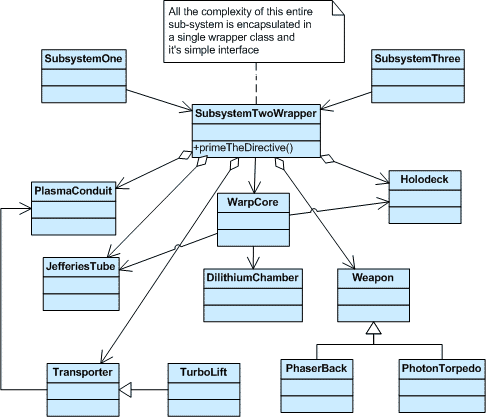 All the complexity of this entire
sub-system is encapsulated in
a single wrapper class and
it's simple interface
SubsystemOne
SubsystemThree
SubsystemTwoWrapper
+primeTheDirective()
PlasmaConduit
WarpCore
Holodeck
JefferiesTube
DilithiumChamber
Weapon
Transporter
TurboLift
PhaserBack
PhotonTorpedo